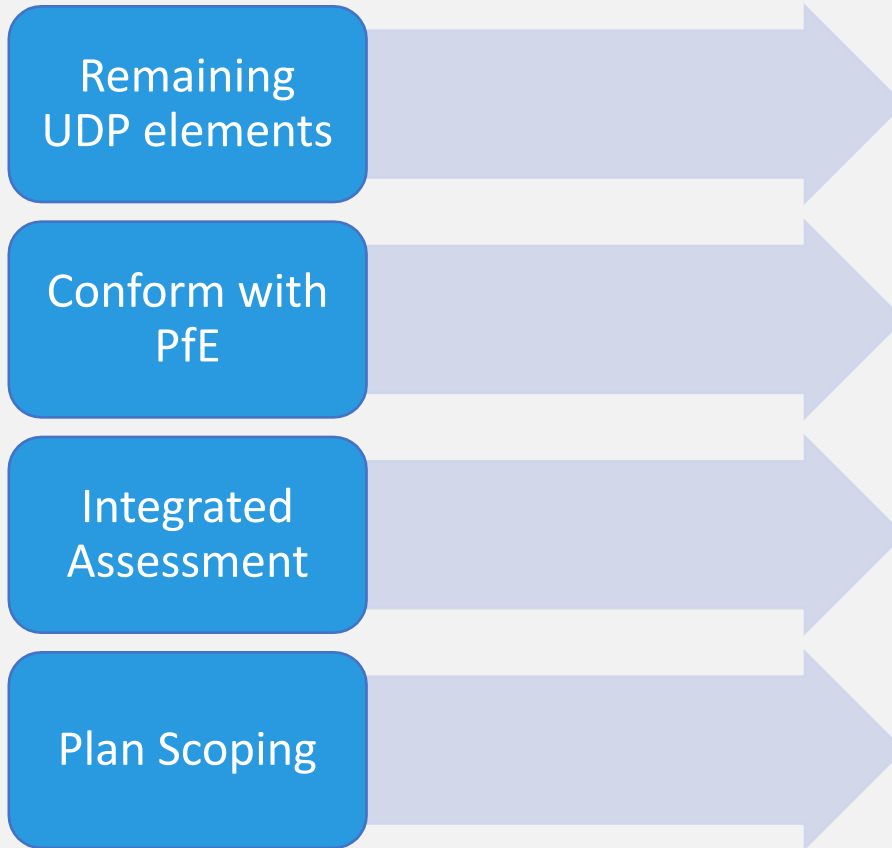 Remaining
UDP elements
Conform with
PfE
Integrated
Assessment
Plan Scoping